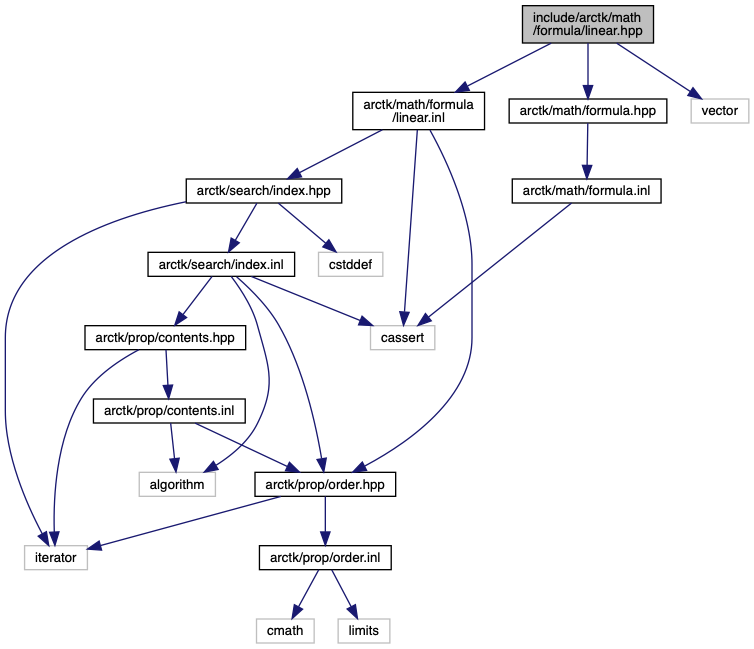 include/arctk/math
/formula/linear.hpp
arctk/math/formula
/linear.inl
arctk/math/formula.hpp
vector
arctk/search/index.hpp
arctk/math/formula.inl
arctk/search/index.inl
cstddef
arctk/prop/contents.hpp
cassert
arctk/prop/contents.inl
algorithm
arctk/prop/order.hpp
iterator
arctk/prop/order.inl
cmath
limits